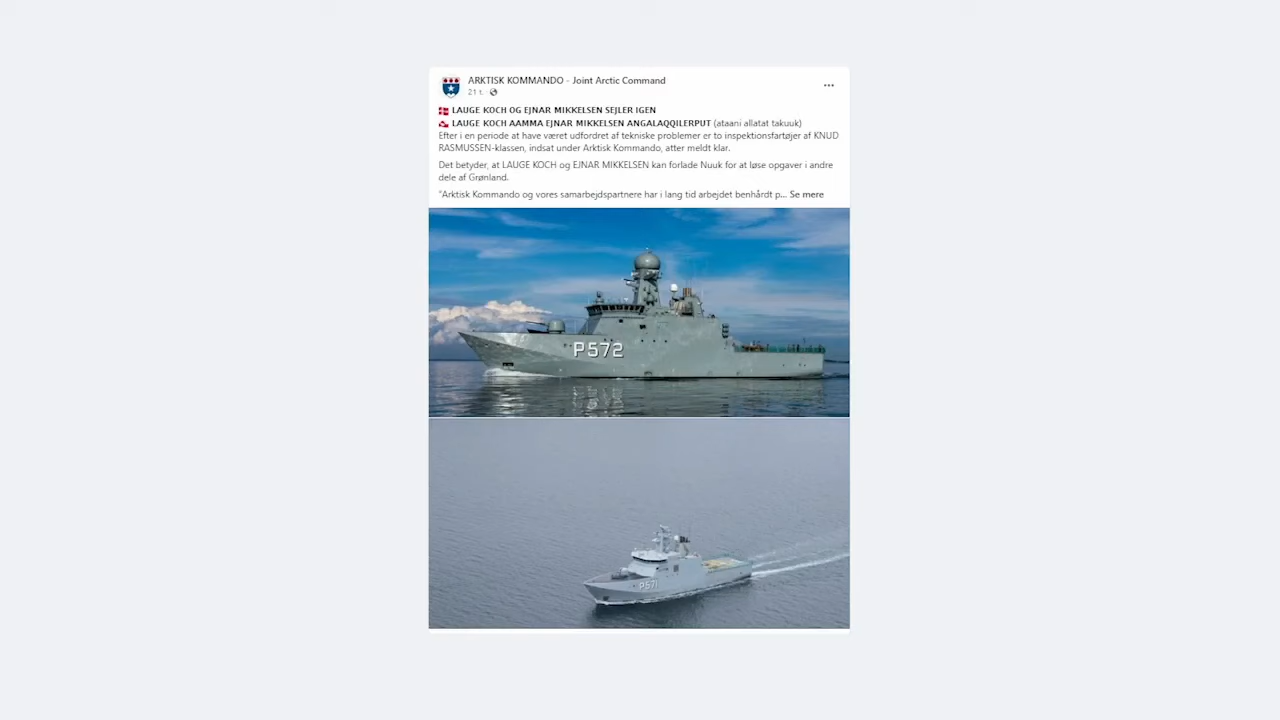 ARKTISK KOMMANDO - Joint Arctic Command
21 t.
LAUGE KOCH OG EJNAR MIKKELSEN SEJLER IGEN
LAUGE KOCH AAMMA EJNAR MIKKELSEN ANGALAQQILERPUT (ataani allatat takuuk)
Efter i en periode at have været udfordret af tekniske problemer er to inspektionsfartøjer af KNUD
RASMUSSEN-klassen, indsat under Arktisk Kommando, atter meldt klar.
Det betyder, at LAUGE KOCH og EJNAR MIKKELSEN kan forlade Nuuk for at løse opgaver i andre
dele af Grønland.
"Arktisk Kommando og vores samarbejdspartnere har i lang tid arbejdet benhårdt p... Se mere
P572
P571